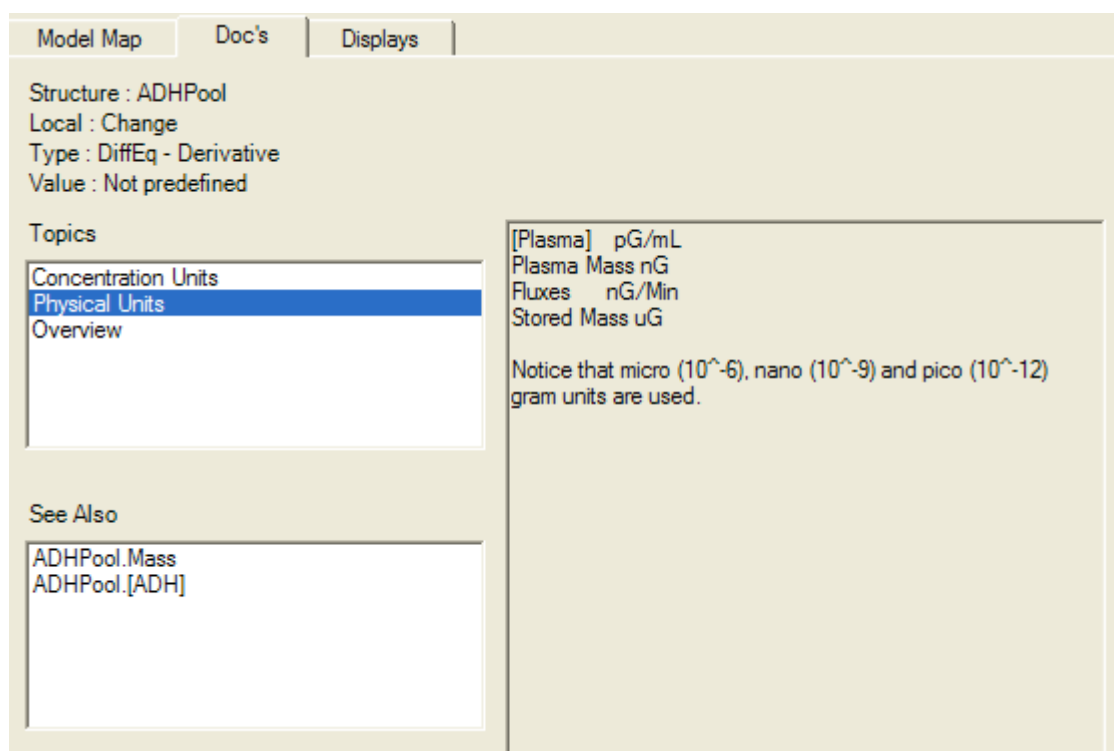 Model Map
Doc's
Displays
Structure : ADHPool
Local : Change
Type : DiffEq - Derivative
Value : Not predefined
Topics
Concentration Units
Physical Units
Overview
See Also
ADHPool.Mass
ADHPool.[ADH]
[Plasma] pG/mL
Plasma Mass nG
Fluxes nG/Min
Stored Mass uG
Notice that micro (10^-6), nano (10^-9) and pico (10^-12)
gram units are used.